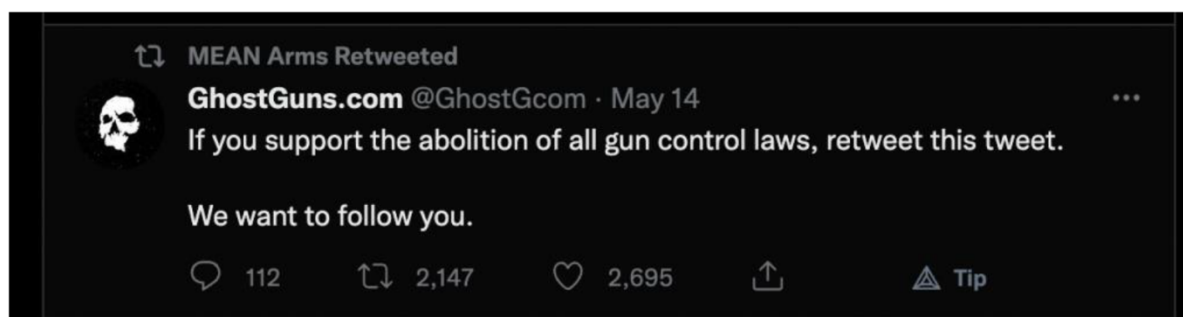 MEAN Arms Retweeted
GhostGuns.com @GhostGcom · May 14
If you support the abolition of all gun control laws, retweet this tweet.
We want to follow you.
112 2,147 2,695 Tip